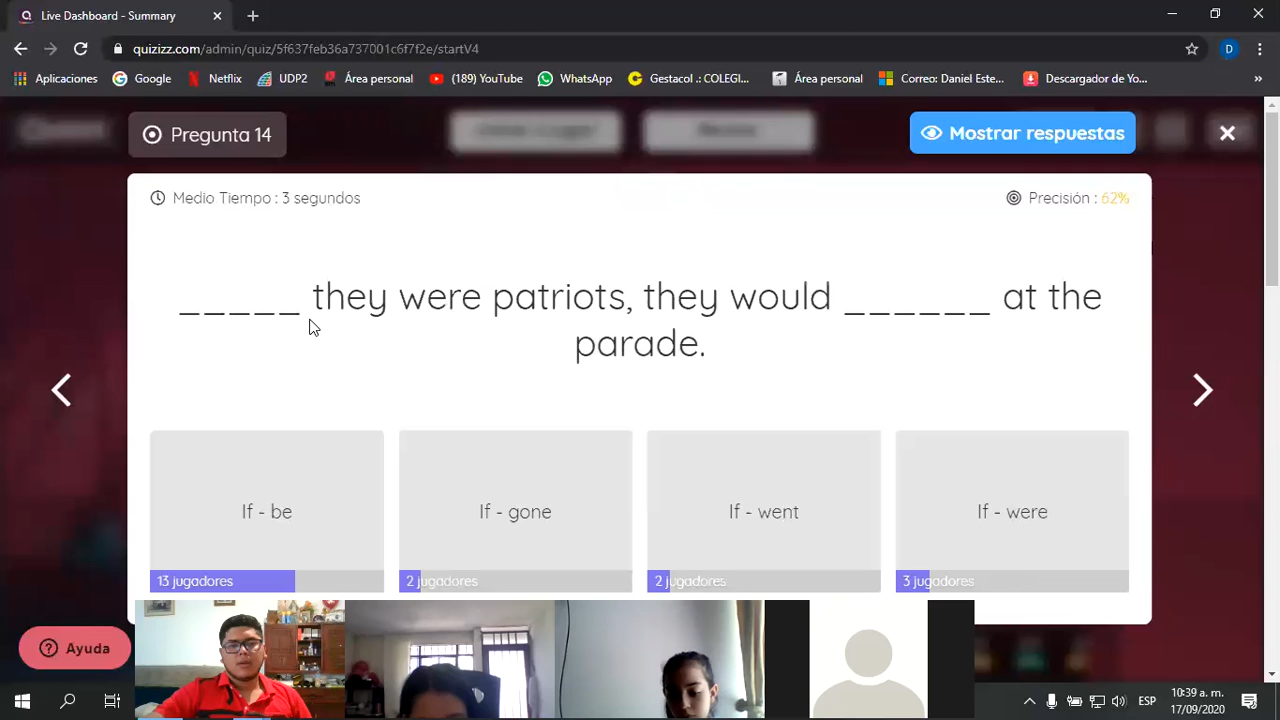 Live Dashboard - Summary
quizizz.com/admin/quiz/5f637feb36a737001c6f7f2e/startV4
D
Aplicaciones
Google
Netflix
UDP2
Área personal
(189) YouTube
WhatsApp
Gestacol .: COLEGI...
Área personal
Correo: Daniel Este...
Descargador de Yo...
»
Pregunta 14
Mostrar respuestas
Medio Tiempo : 3 segundos
Precisión : 62%
_____ they were patriots, they would ______ at the
parade.
If - be
If - gone
If - went
If - were
13 jugadores
2 jugadores
2 jugadores
3 jugadores
Ayuda
ESP
10:39 a. m.
17/09/2020